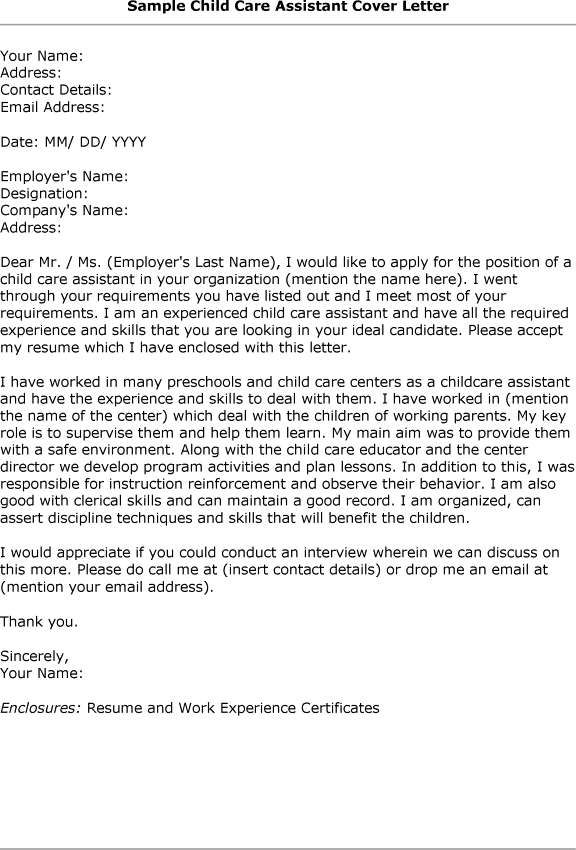 Sample Child Care Assistant Cover Letter
Your Name:
Address:
Contact Details:
Email Address:
Date: MM/ DD/ YYYY
Employer's Name:
Designation:
Company's Name:
Address:
Dear Mr. / Ms. (Employer's Last Name), I would like to apply for the position of a
child care assistant in your organization (mention the name here). I went
through your requirements you have listed out and I meet most of your
requirements. I am an experienced child care assistant and have all the required
experience and skills that you are looking in your ideal candidate. Please accept
my resume which I have enclosed with this letter.
I have worked in many preschools and child care centers as a childcare assistant
and have the experience and skills to deal with them. I have worked in (mention
the name of the center) which deal with the children of working parents. My key
role is to supervise them and help them learn. My main aim was to provide them
with a safe environment. Along with the child care educator and the center
director we develop program activities and plan lessons. In addition to this, I was
responsible for instruction reinforcement and observe their behavior. I am also
good with clerical skills and can maintain a good record. I am organized, can
assert discipline techniques and skills that will benefit the children.
I would appreciate if you could conduct an interview wherein we can discuss on
this more. Please do call me at (insert contact details) or drop me an email at
(mention your email address).
Thank you.
Sincerely,
Your Name:
Enclosures: Resume and Work Experience Certificates